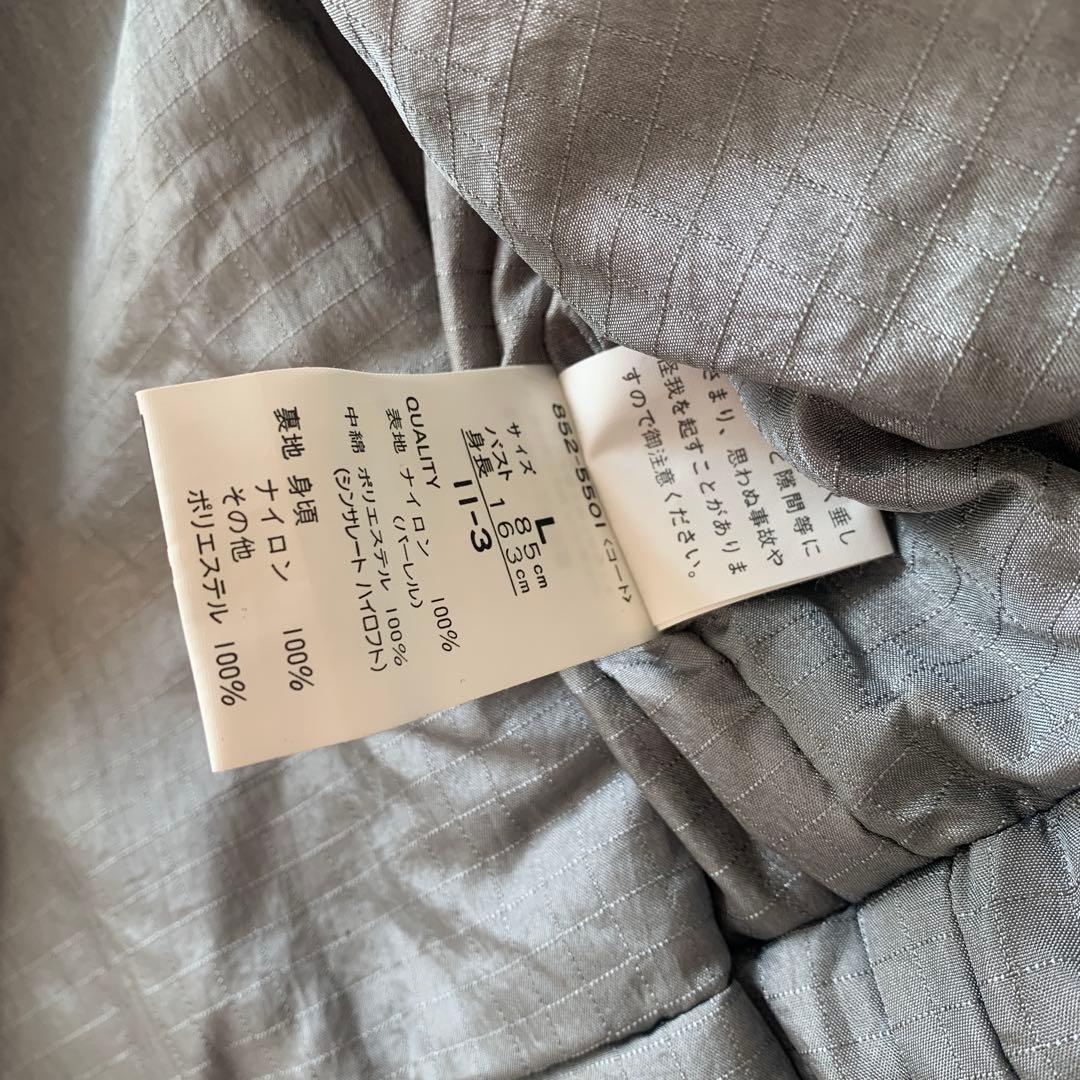 852-5501 〈コート〉
サイズ L
バスト 85cm
身長 163cm
11-3
QUALITY
表地 ナイロン 100%
(パーレル)
中綿 ポリエステル 100%
(シンサレート ハイロフト)
裏地 身頃
ナイロン 100%
その他
ポリエステル 100%
垂し
と隙間等に
さまり、思わぬ事故や
怪我を起すことがありま
すので御注意ください。